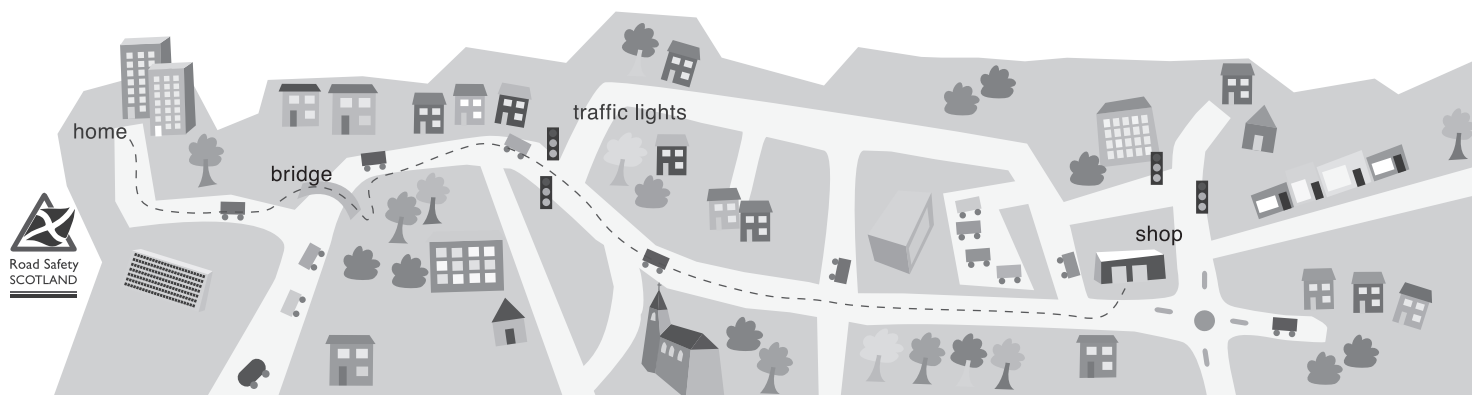 home
bridge
traffic lights
shop
Road Safety
SCOTLAND